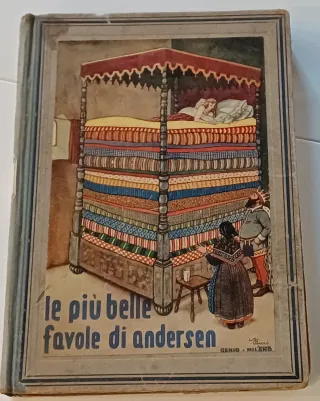 le più belle
favole di andersen
GENIO - MILANO